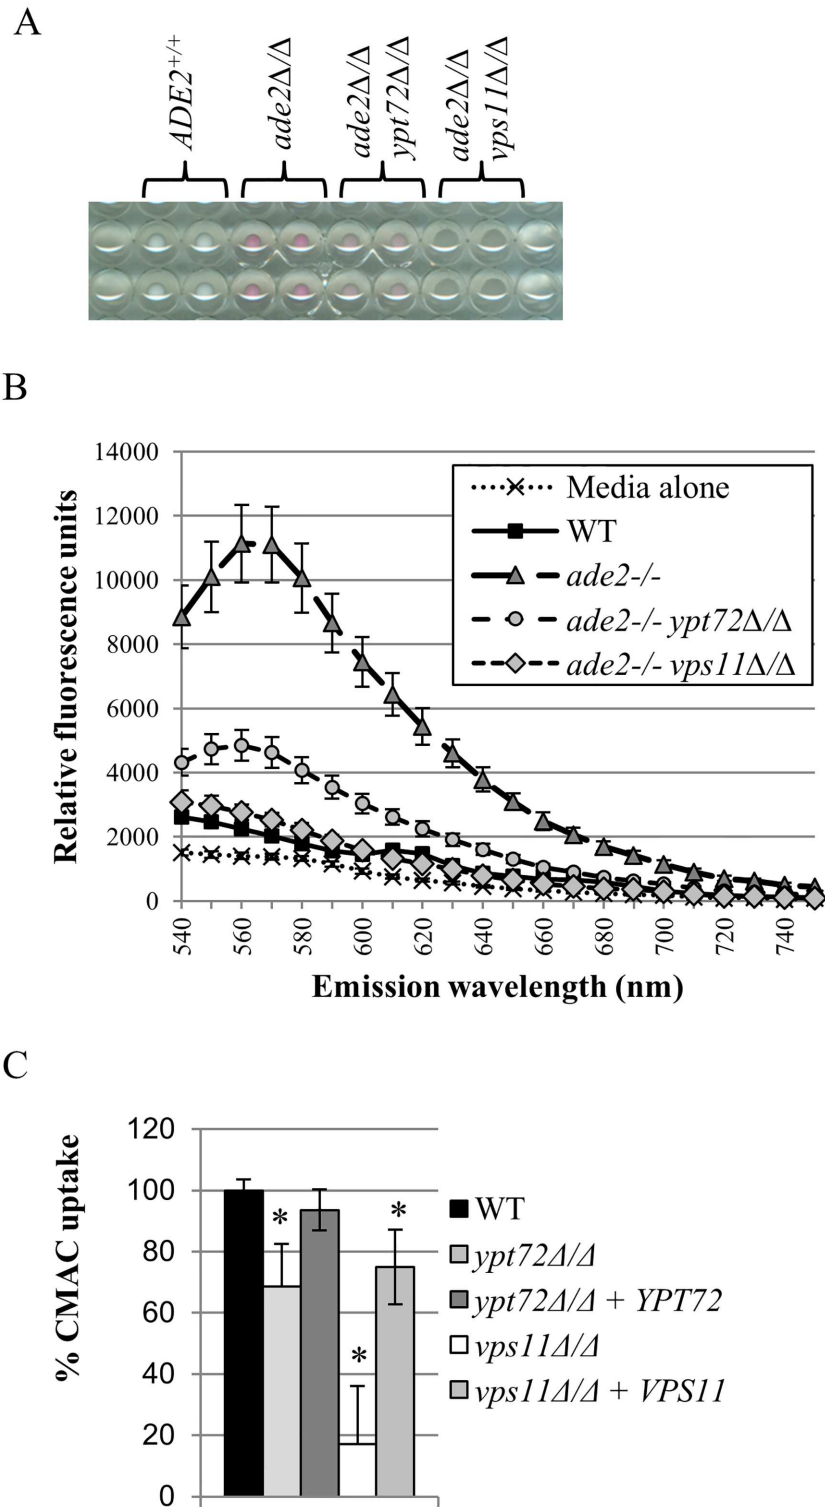 A
ADE2+/+
ade2Δ/Δ
ade2Δ/Δ
ypt72Δ/Δ
ade2Δ/Δ
vps11Δ/Δ
B
Relative fluorescence units
14000
12000
10000
8000
6000
4000
2000
0
Media alone
WT
ade2-/-
ade2-/- ypt72Δ/Δ
ade2-/- vps11Δ/Δ
540
560
580
600
620
640
660
680
700
720
740
Emission wavelength (nm)
C
% CMAC uptake
120
100
80
60
40
20
0
*
*
*
WT
ypt72Δ/Δ
ypt72Δ/Δ + YPT72
vps11Δ/Δ
vps11Δ/Δ + VPS11